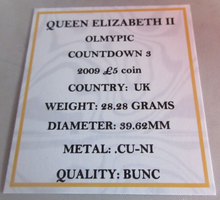 QUEEN ELIZABETH II
OLMYPIC
COUNTDOWN 3
2009 £5 coin
COUNTRY: UK
WEIGHT: 28.28 GRAMS
DIAMETER: 39.62MM
METAL: .CU-NI
QUALITY: BUNC